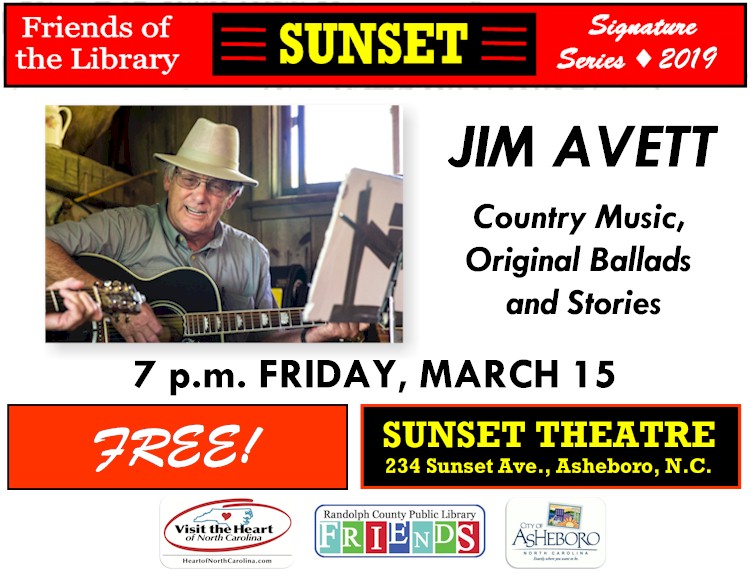 Friends of
the Library
SUNSET
Signature
Series ♦ 2019
JIM AVETT
Country Music,
Original Ballads
and Stories
7 p.m. FRIDAY, MARCH 15
FREE!
SUNSET THEATRE
234 Sunset Ave., Asheboro, N.C.
Visit the Heart
of North Carolina
HeartofNorthCarolina.com
Randolph County Public Library
FRIENDS
CITY OF
ASHEBORO
NORTH CAROLINA